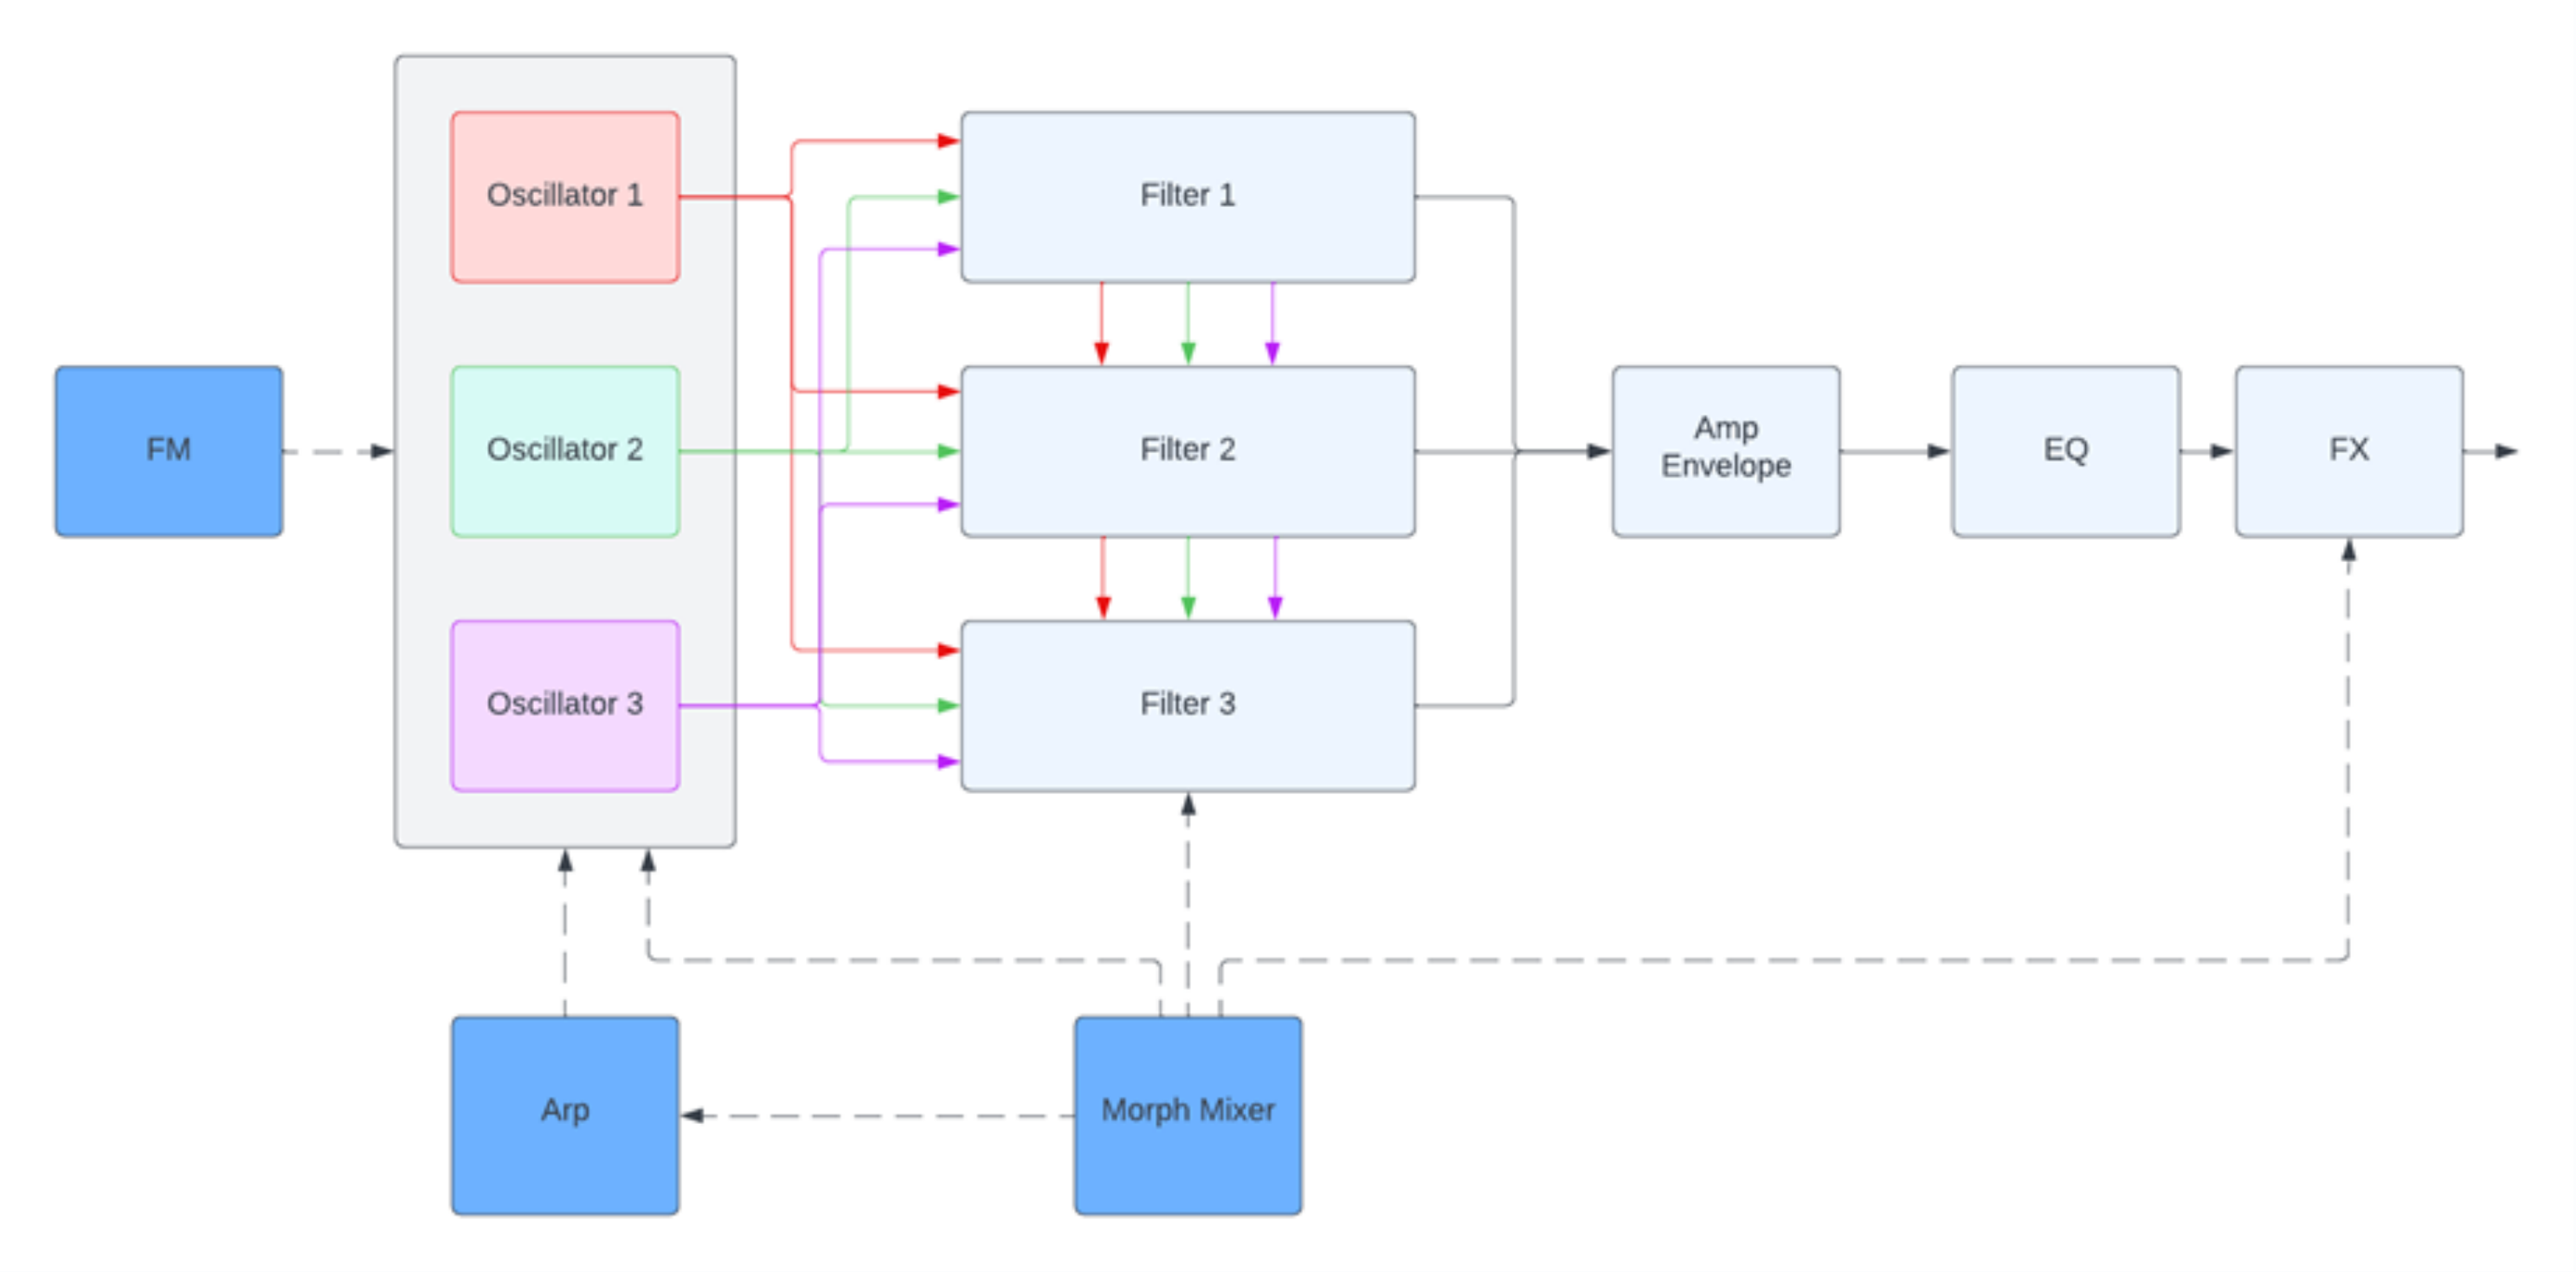 Oscillator 1
Filter 1
FM
Oscillator 2
Filter 2
Amp
Envelope
EQ
FX
Oscillator 3
Filter 3
Arp
Morph Mixer